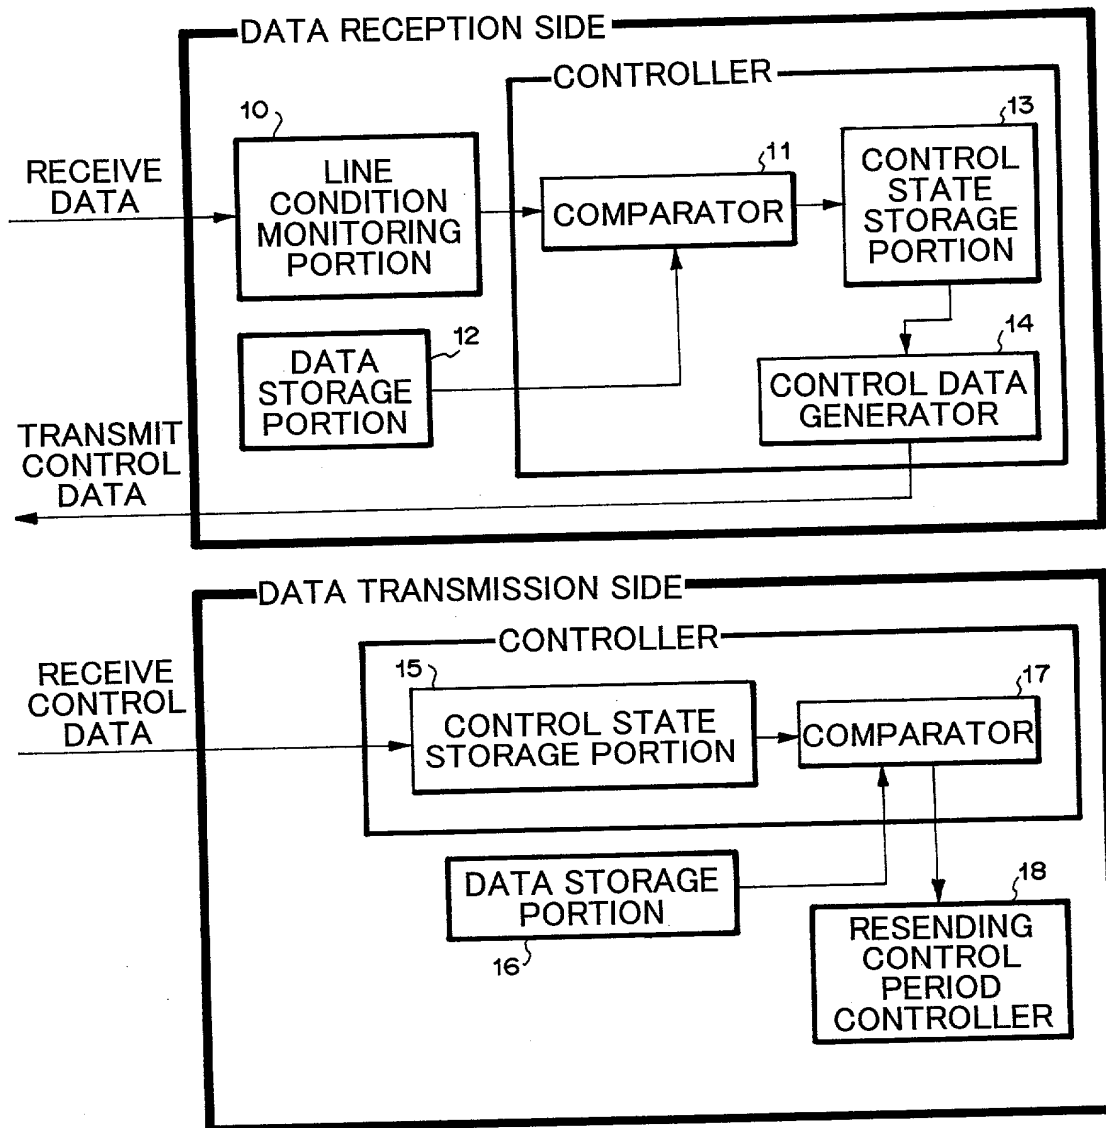 DATA RECEPTION SIDE
CONTROLLER
10
13
RECEIVE
DATA
LINE
CONDITION
MONITORING
PORTION
11
COMPARATOR
CONTROL
STATE
STORAGE
PORTION
12
DATA
STORAGE
PORTION
14
CONTROL DATA
GENERATOR
TRANSMIT
CONTROL
DATA
DATA TRANSMISSION SIDE
CONTROLLER
RECEIVE
CONTROL
DATA
15
CONTROL STATE
STORAGE PORTION
17
COMPARATOR
DATA STORAGE
PORTION
16
18
RESENDING
CONTROL
PERIOD
CONTROLLER